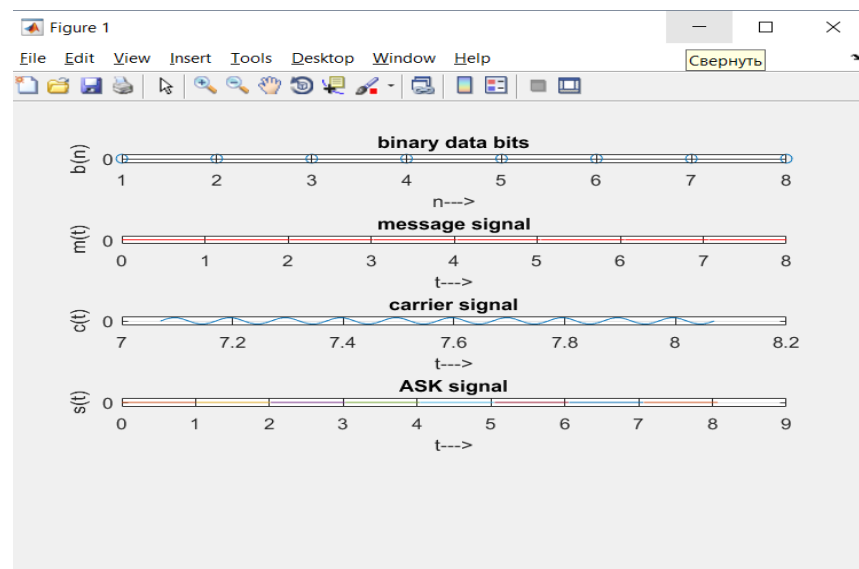 Figure 1
File Edit View Insert Tools Desktop Window Help
Свернуть
binary data bits
b(n)
0
1 2 3 4 5 6 7 8
n--->
message signal
m(t)
0
0 1 2 3 4 5 6 7 8
t--->
carrier signal
c(t)
0
7 7.2 7.4 7.6 7.8 8 8.2
t--->
ASK signal
s(t)
0
0 1 2 3 4 5 6 7 8 9
t--->